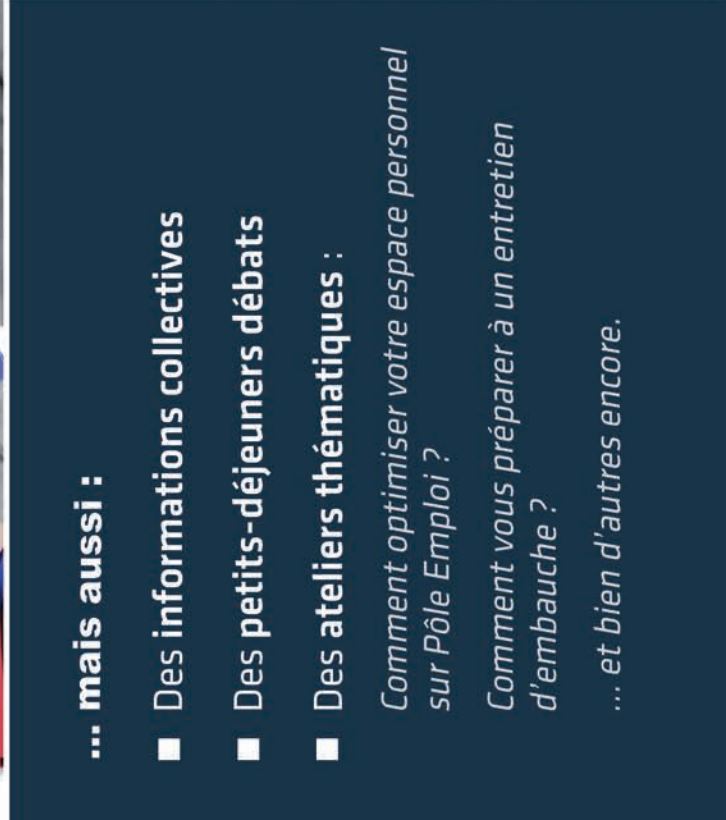 ... mais aussi :
■ Des informations collectives
■ Des petits-déjeuners débats
■ Des ateliers thématiques :
Comment optimiser votre espace personnel
sur Pôle Emploi ?
Comment vous préparer à un entretien
d'embauche ?
... et bien d'autres encore.